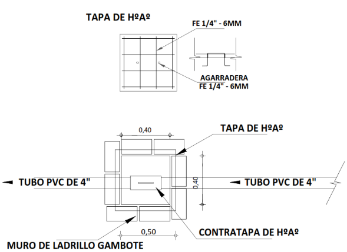 TAPA DE HºAº
FE 1/4" - 6MM
AGARRADERA
FE 1/4" - 6MM
0,40
TAPA DE HºAº
TUBO PVC DE 4"
0,40
TUBO PVC DE 4"
0,50
CONTRATAPA DE HºAº
MURO DE LADRILLO GAMBOTE